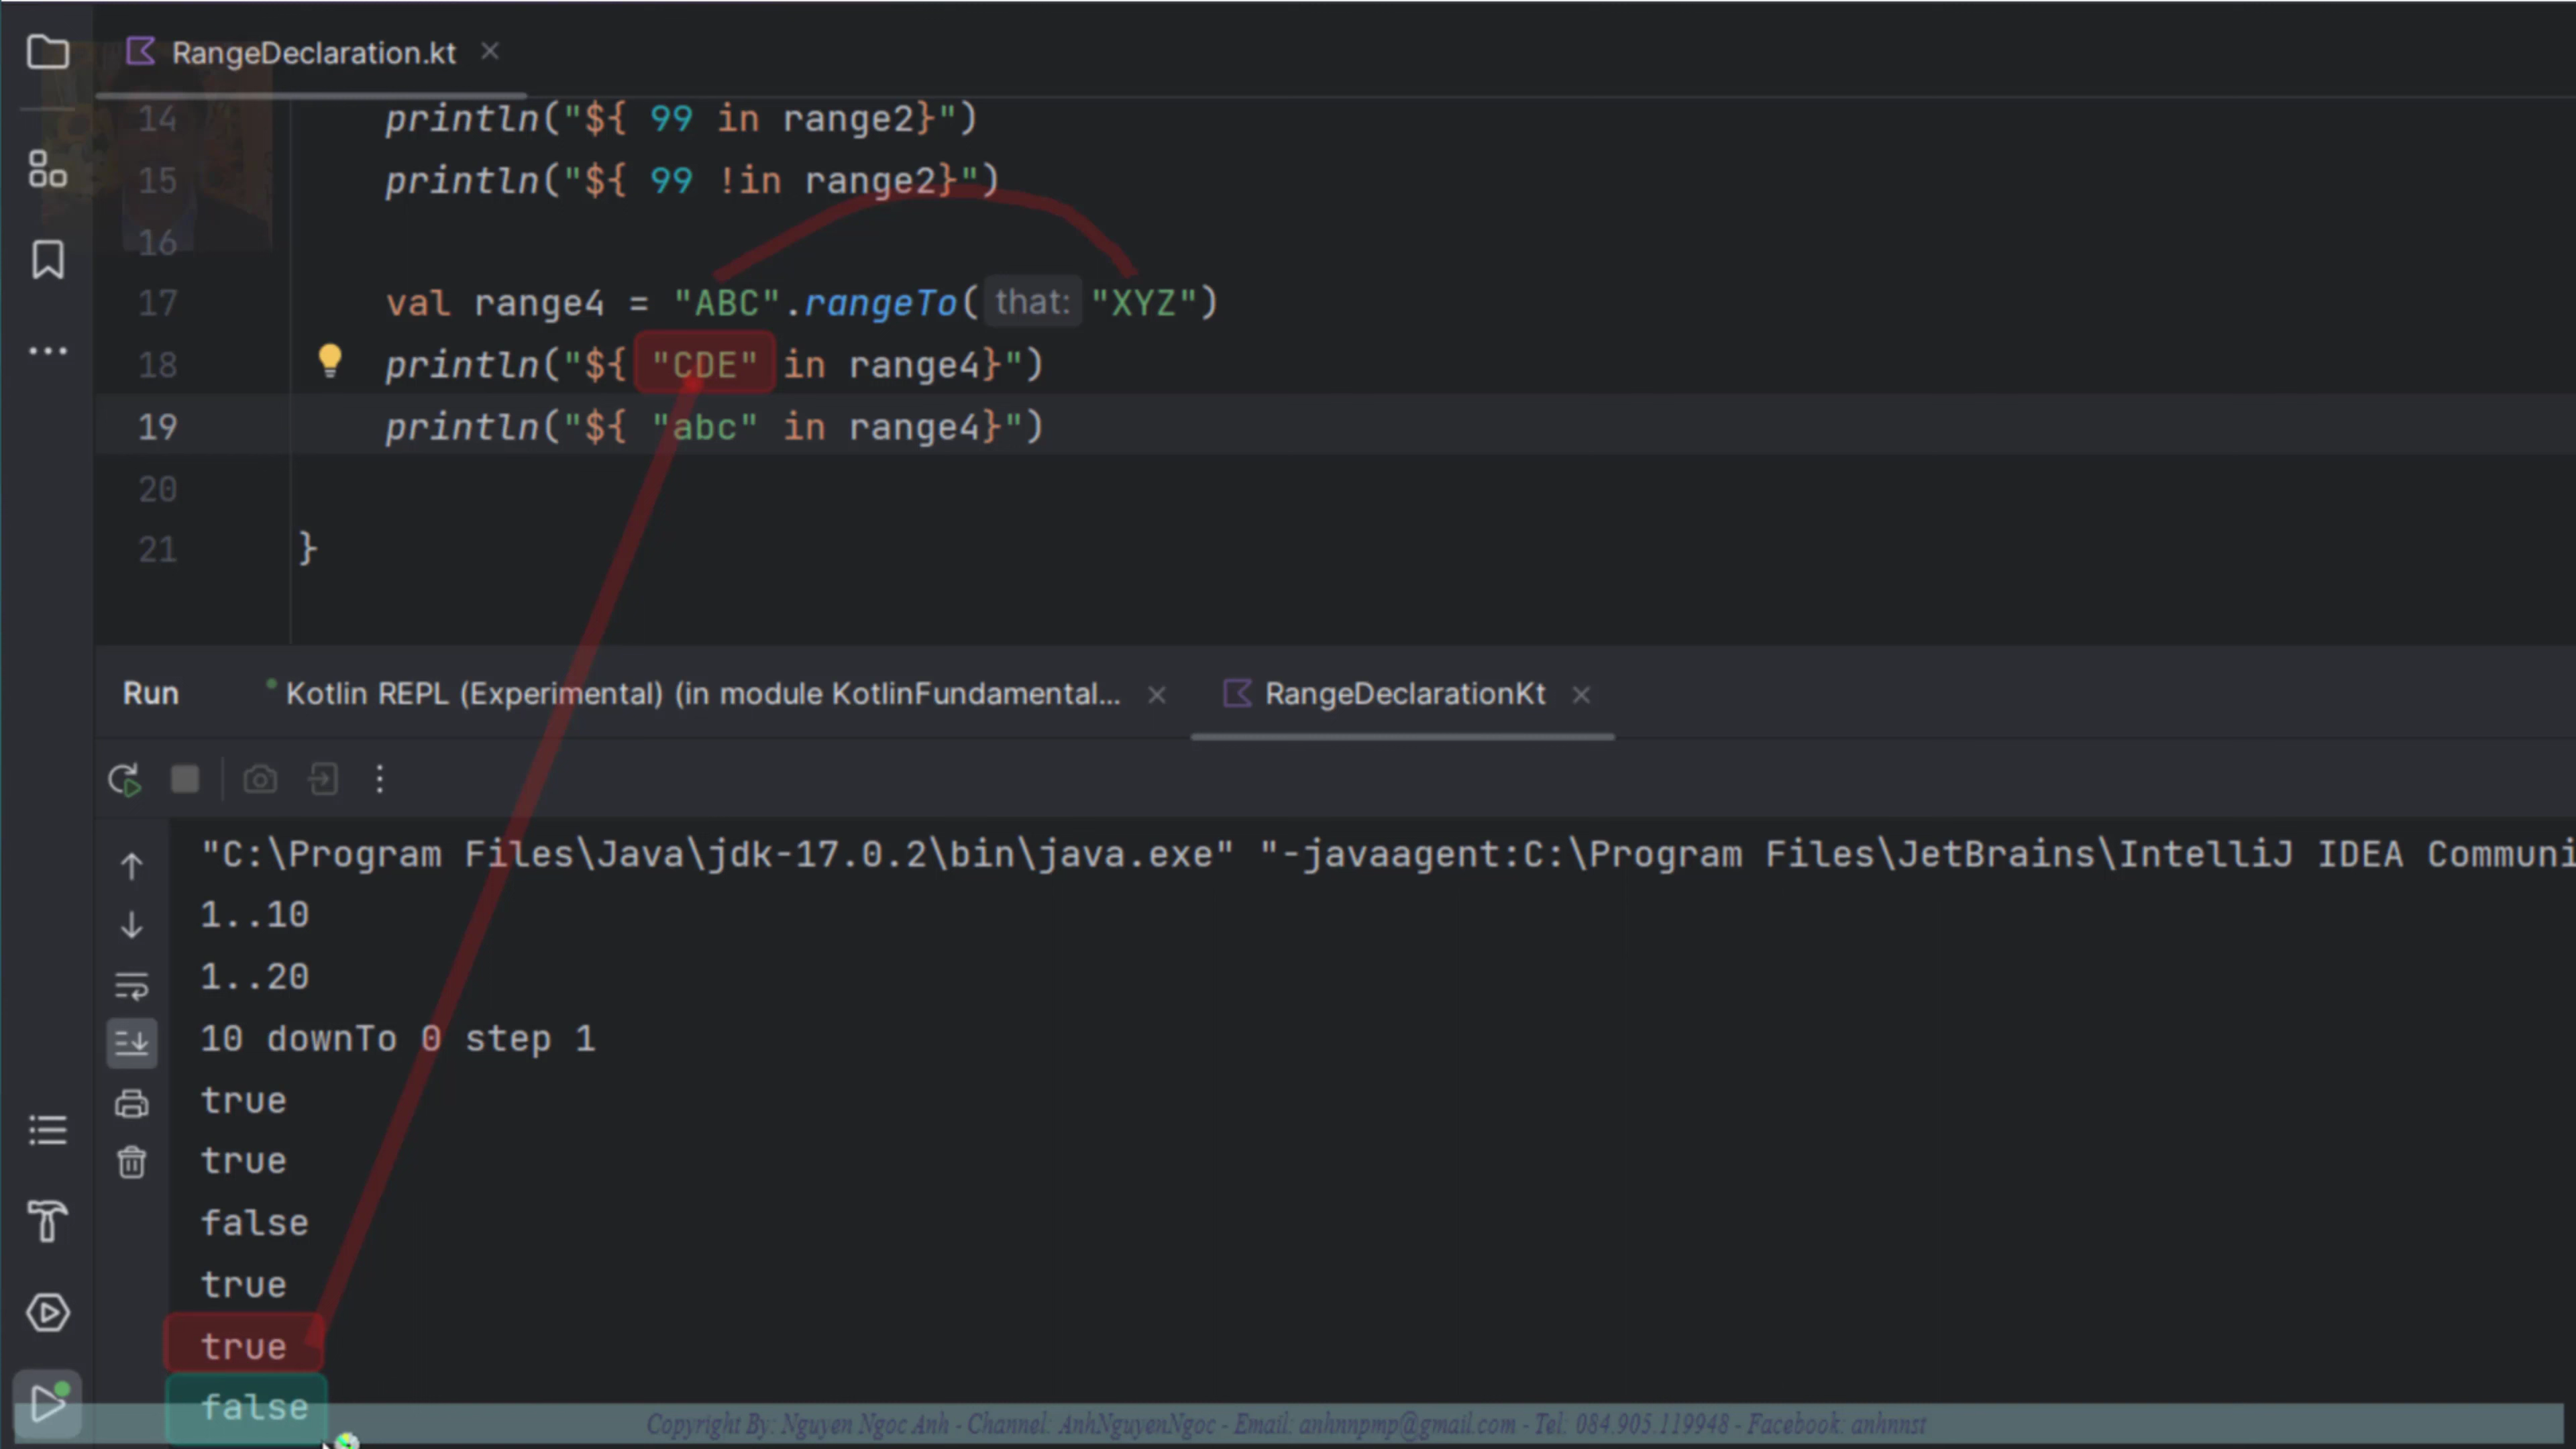 RangeDeclaration.kt
14 println("${ 99 in range2}")
15 println("${ 99 !in range2}")
16
17 val range4 = "ABC".rangeTo( that: "XYZ")
18 println("${ "CDE" in range4}")
19 println("${ "abc" in range4}")
20
21 }
Run Kotlin REPL (Experimental) (in module KotlinFundamental... RangeDeclarationKt
"C:\Program Files\Java\jdk-17.0.2\bin\java.exe" "-javaagent:C:\Program Files\JetBrains\IntelliJ IDEA Communi
1..10
1..20
10 downTo 0 step 1
true
true
false
true
true
false
Copyright By: Nguyen Ngoc Anh - Channel: AnhNguyenNgoc - Email: anhnnpmp@gmail.com - Tel: 084.905.119948 - Facebook: anhnnst